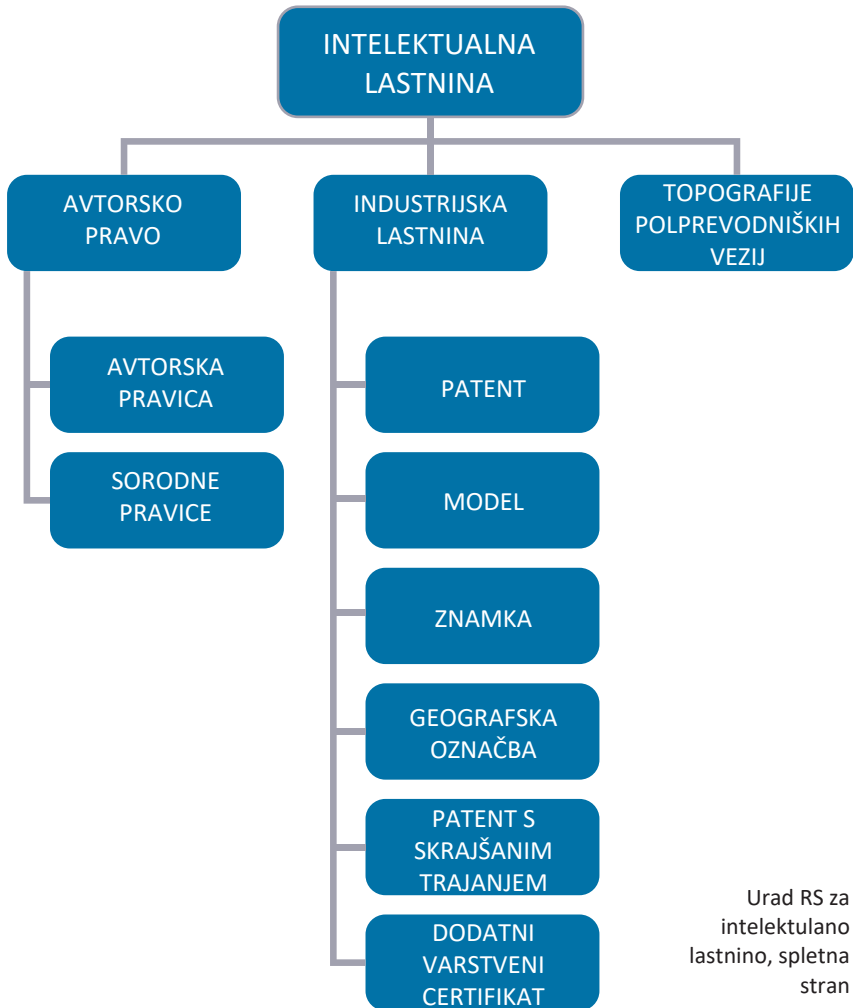 INTELEKTUALNA
LASTNINA
AVTORSKO
PRAVO
INDUSTRIJSKA
LASTNINA
TOPOGRAFIJE
POLPREVODNIŠKIH
VEZIJ
AVTORSKA
PRAVICA
SORODNE
PRAVICE
PATENT
MODEL
ZNAMKA
GEOGRAFSKA
OZNAČBA
PATENT S
SKRAJŠANIM
TRAJANJEM
DODATNI
VARSTVENI
CERTIFIKAT
Urad RS za
intelektulano
lastnino, spletna
stran